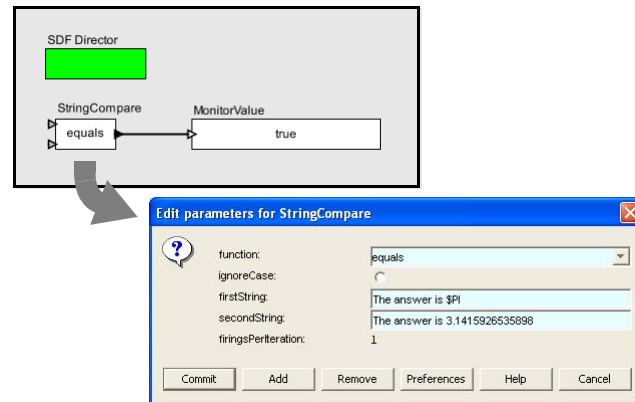 SDF Director
StringCompare
MonitorValue
equals
true
Edit parameters for StringCompare
function:
equals
ignoreCase:
firstString:
The answer is $PI
secondString:
The answer is 3.1415926535898
firingsPerIteration:
1
Commit
Add
Remove
Preferences
Help
Cancel